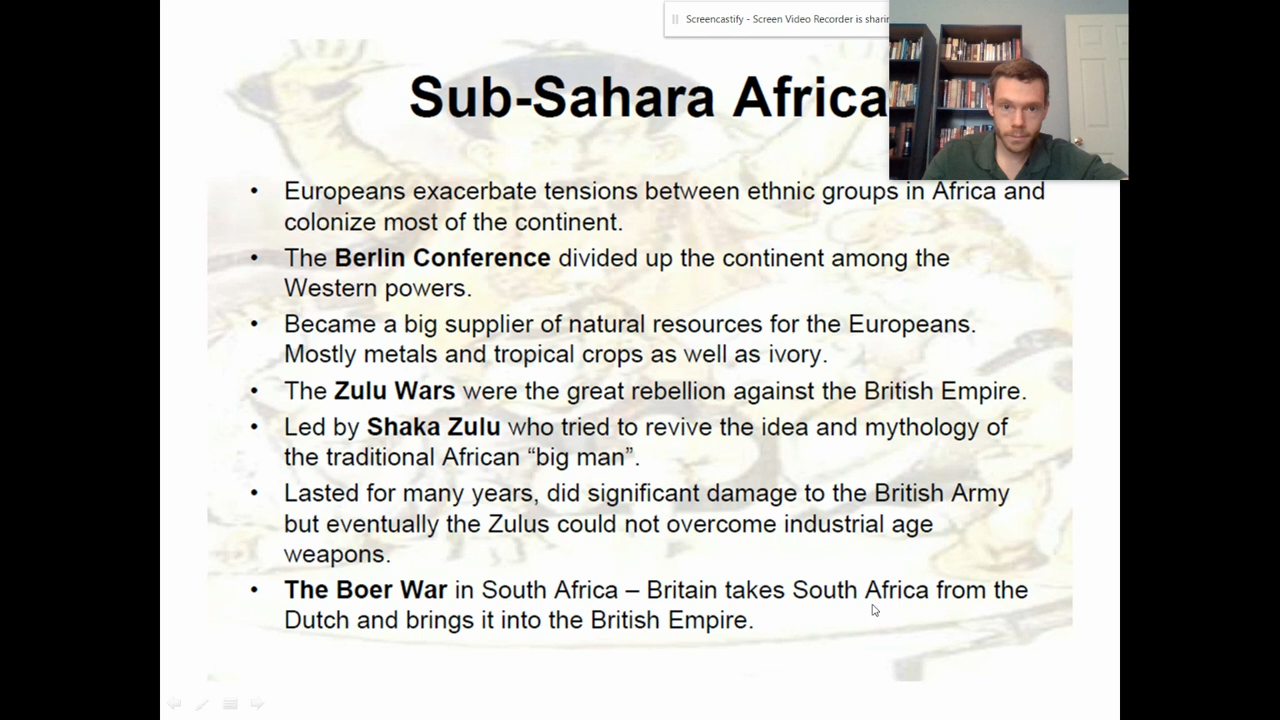 Screencastify - Screen Video Recorder is sharin
Sub-Sahara Africa
• Europeans exacerbate tensions between ethnic groups in Africa and
colonize most of the continent.
• The Berlin Conference divided up the continent among the
Western powers.
• Became a big supplier of natural resources for the Europeans.
Mostly metals and tropical crops as well as ivory.
• The Zulu Wars were the great rebellion against the British Empire.
• Led by Shaka Zulu who tried to revive the idea and mythology of
the traditional African “big man”.
• Lasted for many years, did significant damage to the British Army
but eventually the Zulus could not overcome industrial age
weapons.
• The Boer War in South Africa – Britain takes South Africa from the
Dutch and brings it into the British Empire.